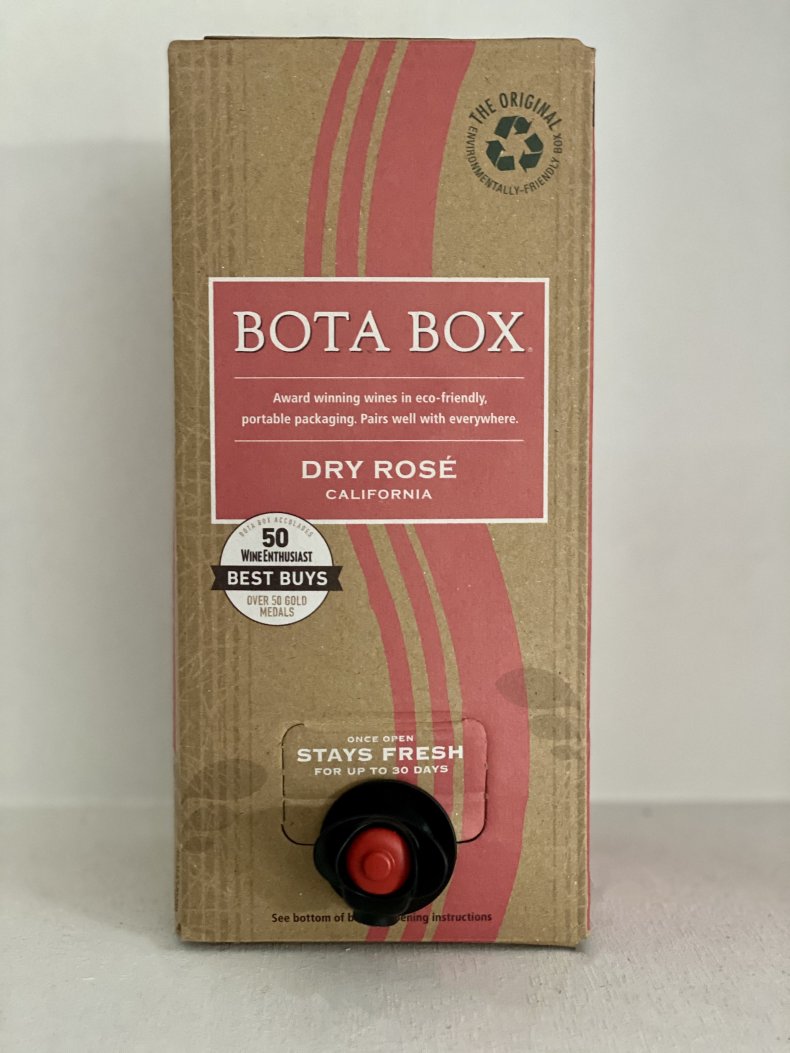 THE ORIGINAL
ENVIRONMENTALLY-FRIENDLY BOX
BOTA BOX
Award winning wines in eco-friendly,
portable packaging. Pairs well with everywhere.
DRY ROSÉ
CALIFORNIA
BOTA BOX ACCOLADES
50
WINE ENTHUSIAST
BEST BUYS
OVER 50 GOLD
MEDALS
ONCE OPEN
STAYS FRESH
FOR UP TO 30 DAYS
See bottom of instructions